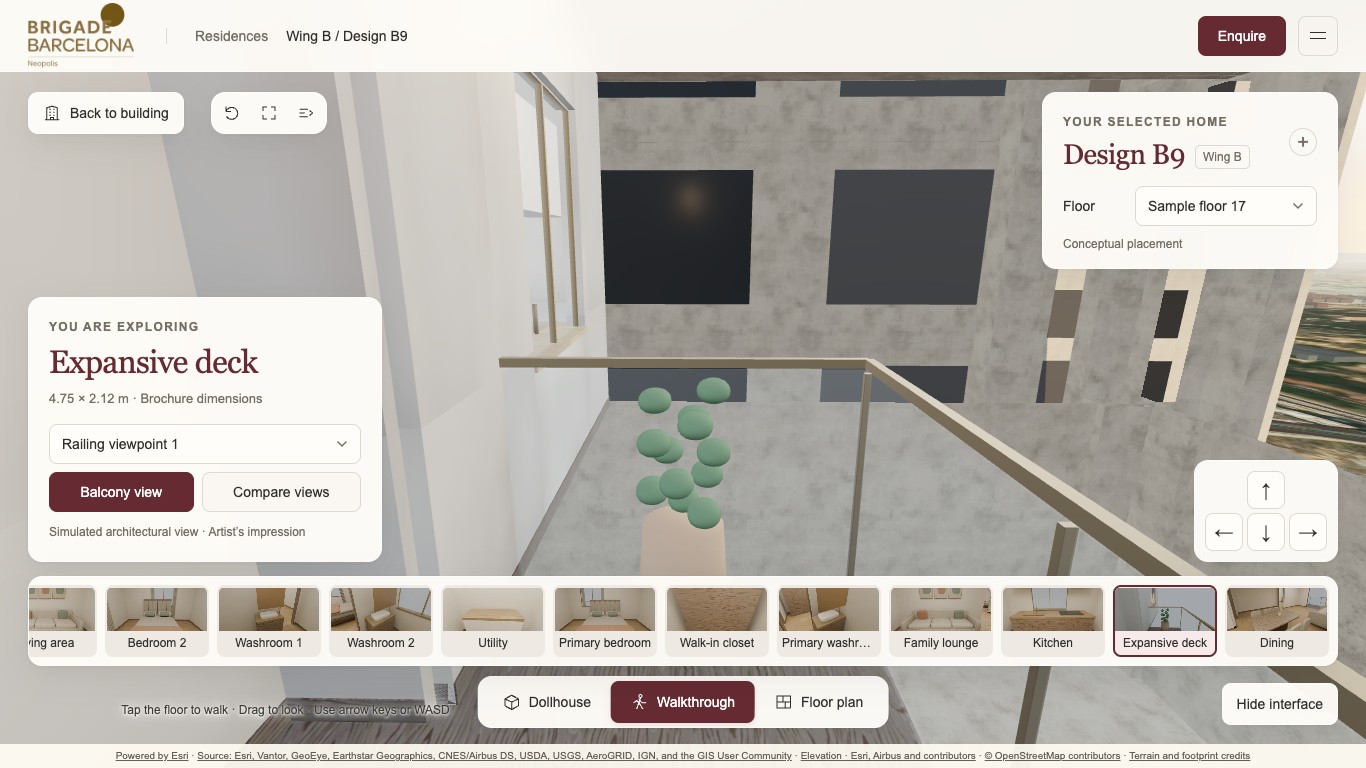 BRIGADE
BARCELONA
Neopolis
Residences
Wing B / Design B9
Enquire
Back to building
YOUR SELECTED HOME
Design B9
Wing B
Floor
Sample floor 17
Conceptual placement
YOU ARE EXPLORING
Expansive deck
4.75 × 2.12 m · Brochure dimensions
Railing viewpoint 1
Balcony view
Compare views
Simulated architectural view · Artist's impression
ving area
Bedroom 2
Washroom 1
Washroom 2
Utility
Primary bedroom
Walk-in closet
Primary washr…
Family lounge
Kitchen
Expansive deck
Dining
Tap the floor to walk · Drag to look · Use arrow keys or WASD
Dollhouse
Walkthrough
Floor plan
Hide interface
Powered by Esri · Source: Esri, Vantor, GeoEye, Earthstar Geographics, CNES/Airbus DS, USDA, USGS, AeroGRID, IGN, and the GIS User Community · Elevation · Esri, Airbus and contributors · © OpenStreetMap contributors · Terrain and footprint credits